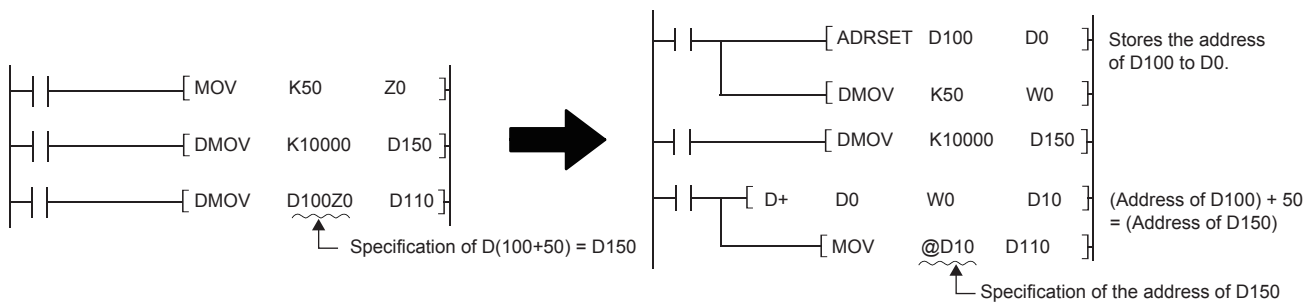 MOV K50 Z0
DMOV K10000 D150
DMOV D100Z0 D110
Specification of D(100+50) = D150
ADRSET D100 D0
Stores the address
of D100 to D0.
DMOV K50 W0
DMOV K10000 D150
D+ D0 W0 D10
(Address of D100) + 50
= (Address of D150)
MOV @D10 D110
Specification of the address of D150